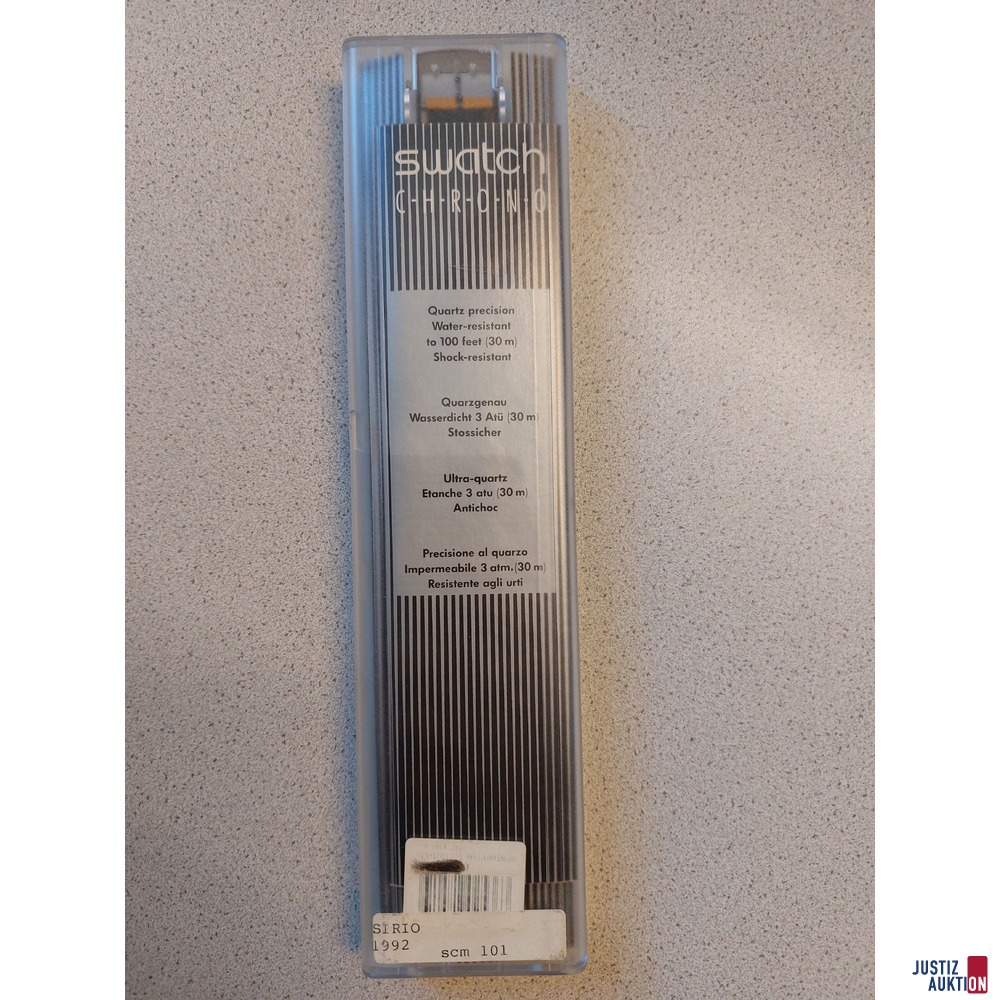 swatch
C-H-R-O-N-O
Quartz precision
Water-resistant
to 100 feet (30 m)
Shock-resistant
Quarzgenau
Wasserdicht 3 Atü (30 m)
Stossicher
Ultra-quartz
Etanche 3 atu (30 m)
Antichoc
Precisione al quarzo
Impermeabile 3 atm. (30 m)
Resistente agli urti
SIRIO
1992
scm 101
JUSTIZ
AUKTION